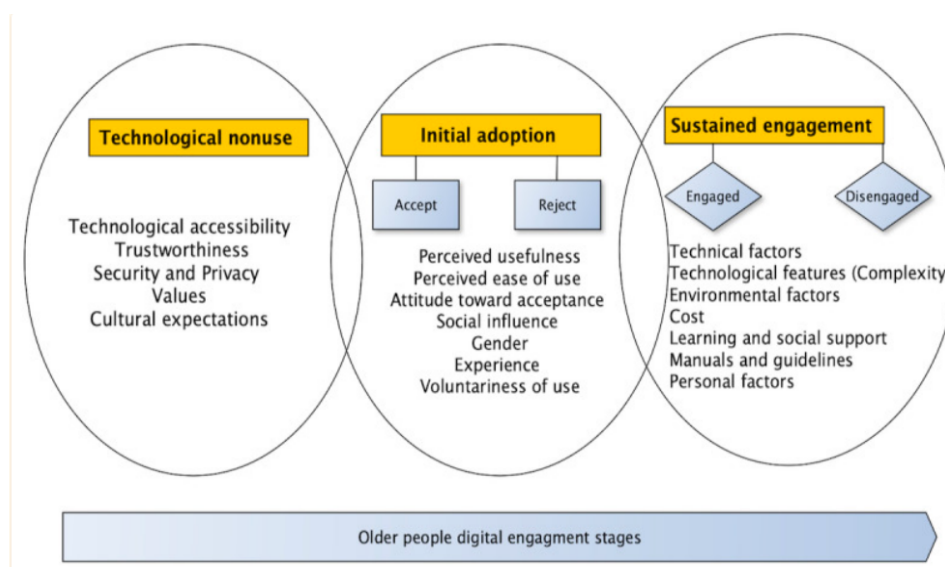 Technological nonuse
Technological accessibility
Trustworthiness
Security and Privacy
Values
Cultural expectations
Initial adoption
Accept
Reject
Perceived usefulness
Perceived ease of use
Attitude toward acceptance
Social influence
Gender
Experience
Voluntariness of use
Sustained engagement
Engaged
Disengaged
Technical factors
Technological features (Complexity
Environmental factors
Cost
Learning and social support
Manuals and guidelines
Personal factors
Older people digital engagment stages